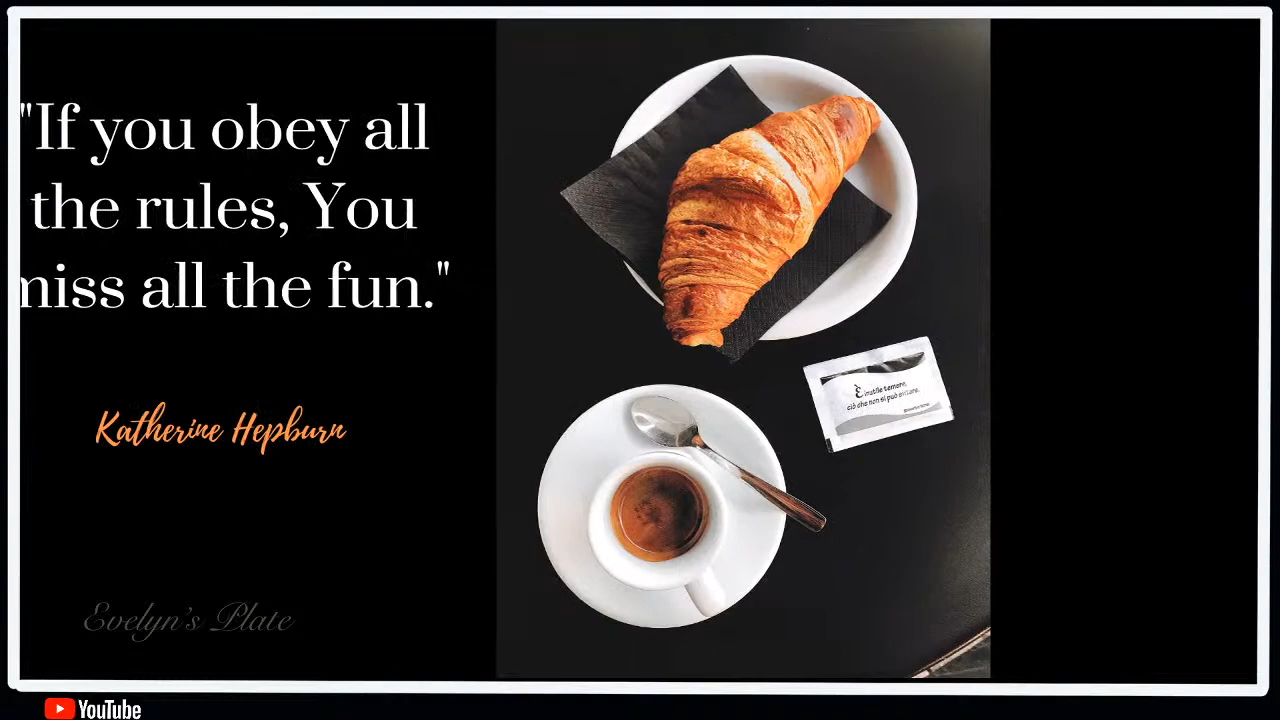 "If you obey all
the rules, You
miss all the fun."
Katherine Hepburn
Evelyn's Plate
È inutile temere,
ciò che non si può evitare.
YouTube